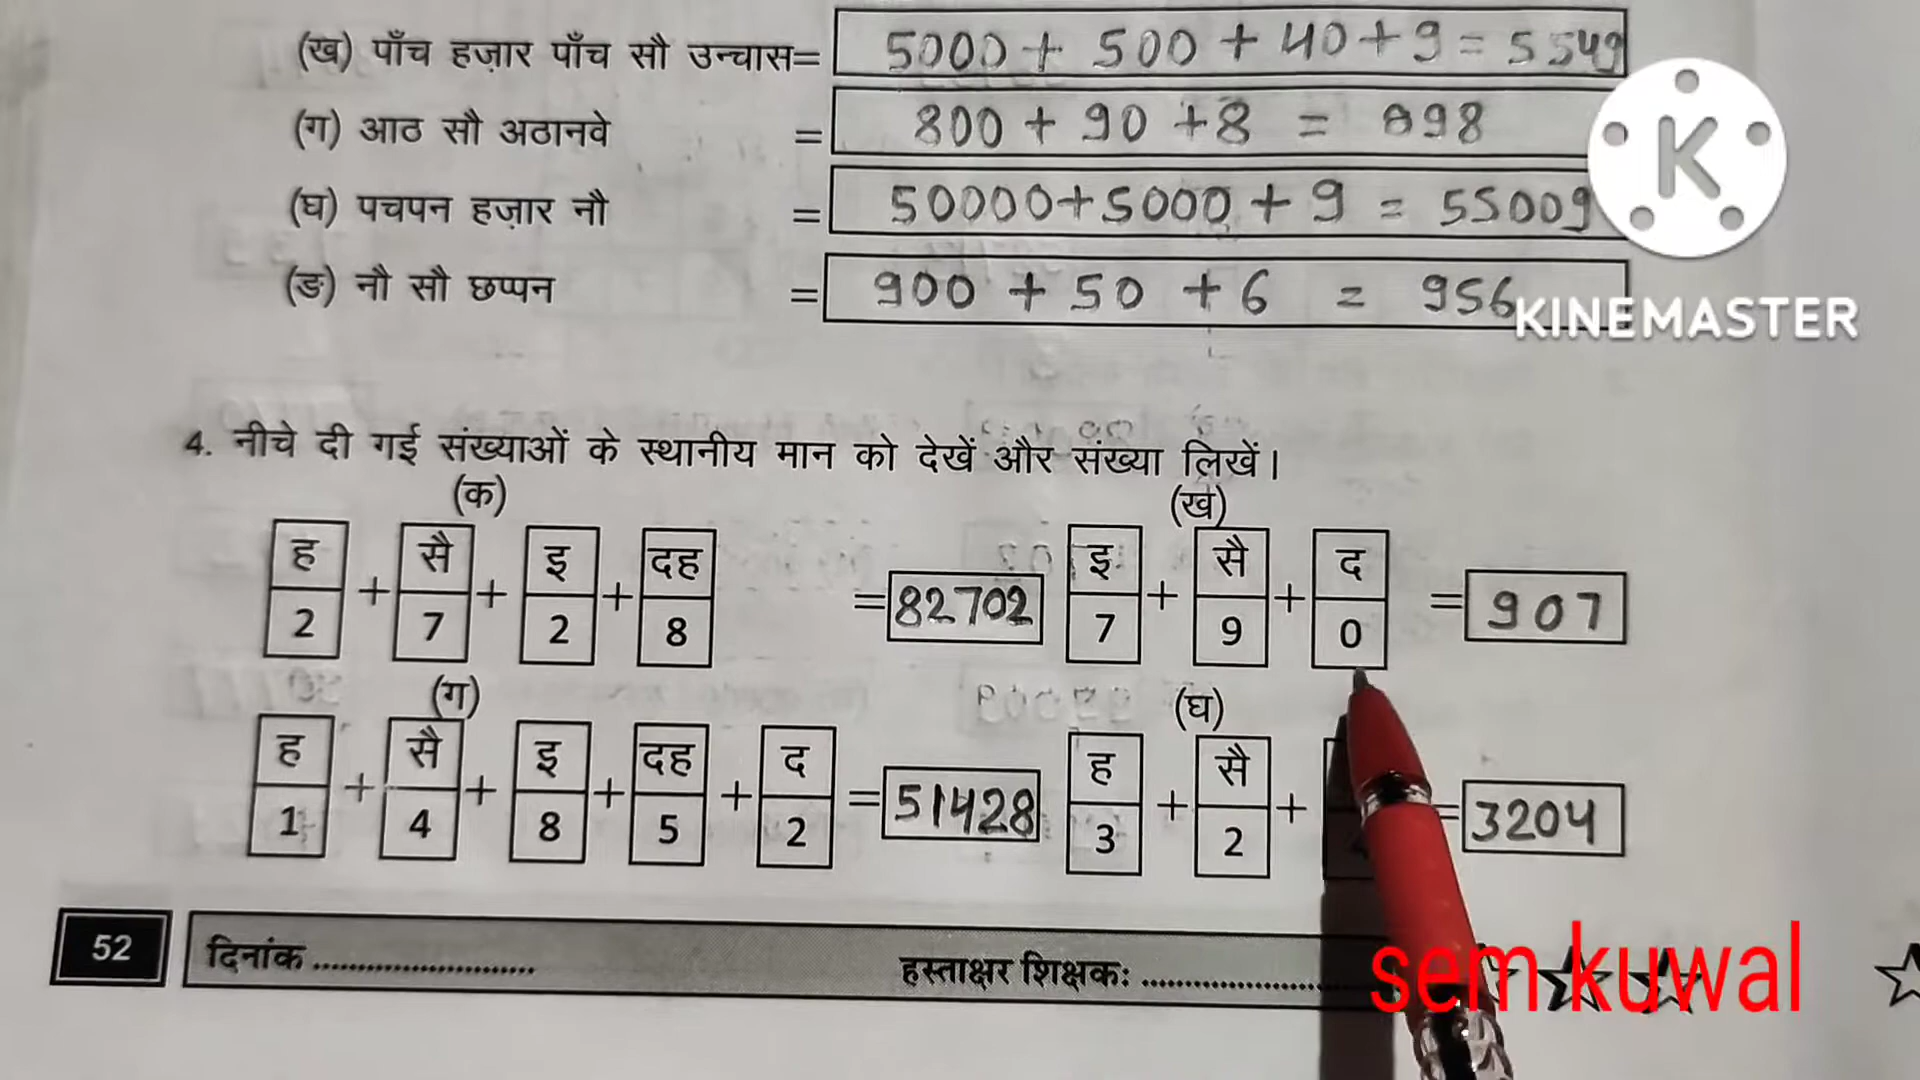 (ख) पाँच हज़ार पाँच सौ उन्चास= 5000 + 500 + 40 + 9 = 5549
(ग) आठ सौ अठानवे = 800 + 90 + 8 = 898
(घ) पचपन हज़ार नौ = 50000+5000 + 9 = 55009
(ङ) नौ सौ छप्पन = 900 + 50 + 6 = 956
K
KINEMASTER
4. नीचे दी गई संख्याओं के स्थानीय मान को देखें और संख्या लिखें।
(क) (ख)
ह सै इ दह इ सै द
2 + 7 + 2 + 8 = 82702 7 + 9 + 0 = 907
(ग) (घ)
ह सै इ दह द ह सै
1 + 4 + 8 + 5 + 2 = 51428 3 + 2 + = 3204
52 दिनांक ........................ हस्ताक्षर शिक्षक: ........................
sem kuwal